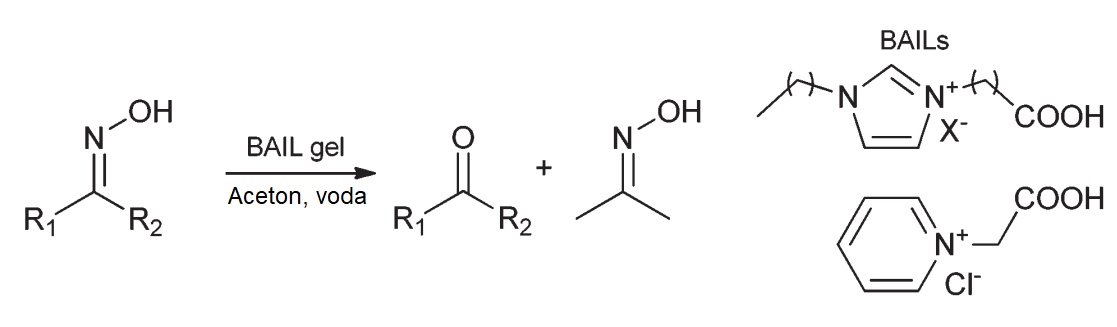 N
OH
R1
R2
BAIL gel
Aceton, voda
O
R1
R2
+
N
OH
BAILs
N
N+
X-
COOH
COOH
N+
Cl-